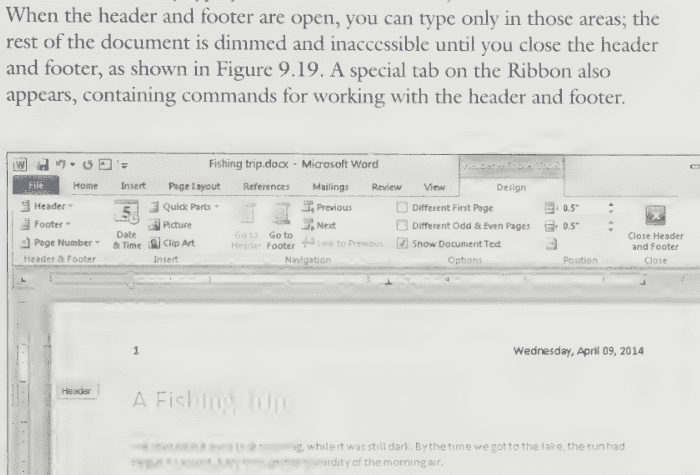 When the header and footer are open, you can type only in those areas; the
rest of the document is dimmed and inaccessible until you close the header
and footer, as shown in Figure 9.19. A special tab on the Ribbon also
appears, containing commands for working with the header and footer.
Fishing trip.docx - Microsoft Word
File Home Insert Page Layout References Mailings Review View Design
Header Quick Parts Previous Different First Page 0.5"
Footer Picture Next Different Odd & Even Pages 0.5"
Page Number Date & Time Clip Art Go to Header Go to Footer Link to Previous Show Document Text Close Header and Footer
Header & Footer Insert Navigation Options Position Close
1 Wednesday, April 09, 2014
Header
A Fishing
while it was still dark. By the time we got to the lake, the sun had
of the morning air.